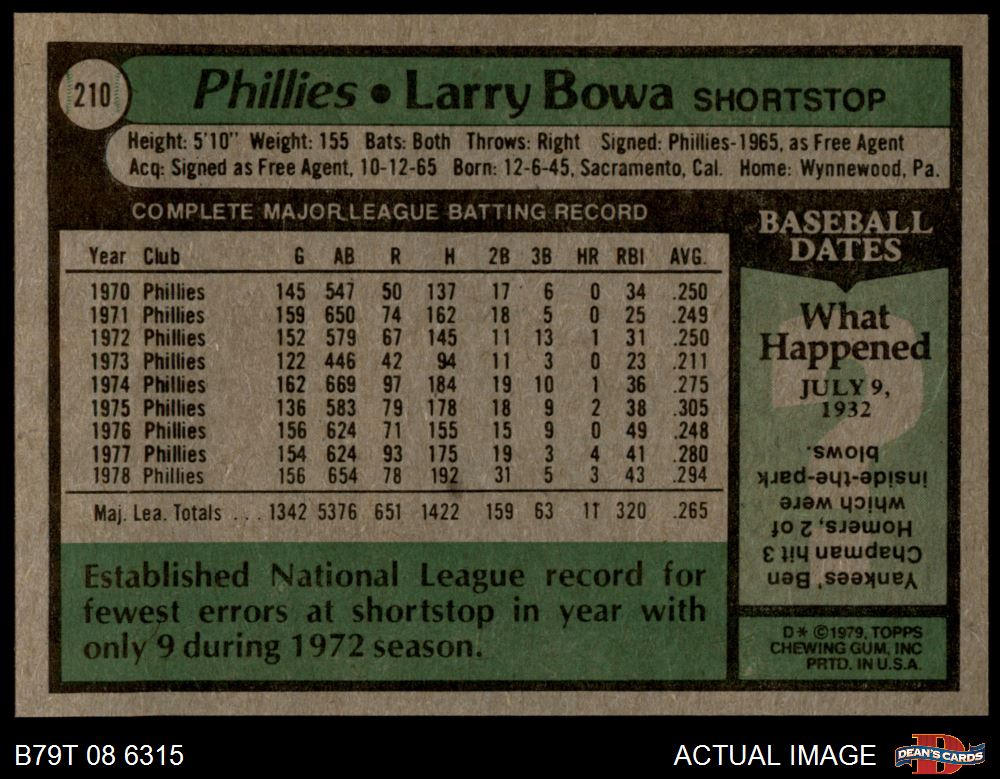 210
Phillies • Larry Bowa SHORTSTOP
Height: 5'10" Weight: 155 Bats: Both Throws: Right Signed: Phillies-1965, as Free Agent
Acq: Signed as Free Agent, 10-12-65 Born: 12-6-45, Sacramento, Cal. Home: Wynnewood, Pa.
COMPLETE MAJOR LEAGUE BATTING RECORD
Year Club G AB R H 2B 3B HR RBI AVG.
1970 Phillies 145 547 50 137 17 6 0 34 .250
1971 Phillies 159 650 74 162 18 5 0 25 .249
1972 Phillies 152 579 67 145 11 13 1 31 .250
1973 Phillies 122 446 42 94 11 3 0 23 .211
1974 Phillies 162 669 97 184 19 10 1 36 .275
1975 Phillies 136 583 79 178 18 9 2 38 .305
1976 Phillies 156 624 71 155 15 9 0 49 .248
1977 Phillies 154 624 93 175 19 3 4 41 .280
1978 Phillies 156 654 78 192 31 5 3 43 .294
Maj. Lea. Totals ... 1342 5376 651 1422 159 63 11 320 .265
Established National League record for
fewest errors at shortstop in year with
only 9 during 1972 season.
BASEBALL
DATES
What
Happened
JULY 9,
1932
Yankees' Ben
Chapman hit 3
Homers, 2 of
which were
inside-the-park
blows.
D* ©1979, TOPPS
CHEWING GUM, INC
PRTD. IN U.S.A.
B79T 08 6315
ACTUAL IMAGE
D
DEAN'S CARDS